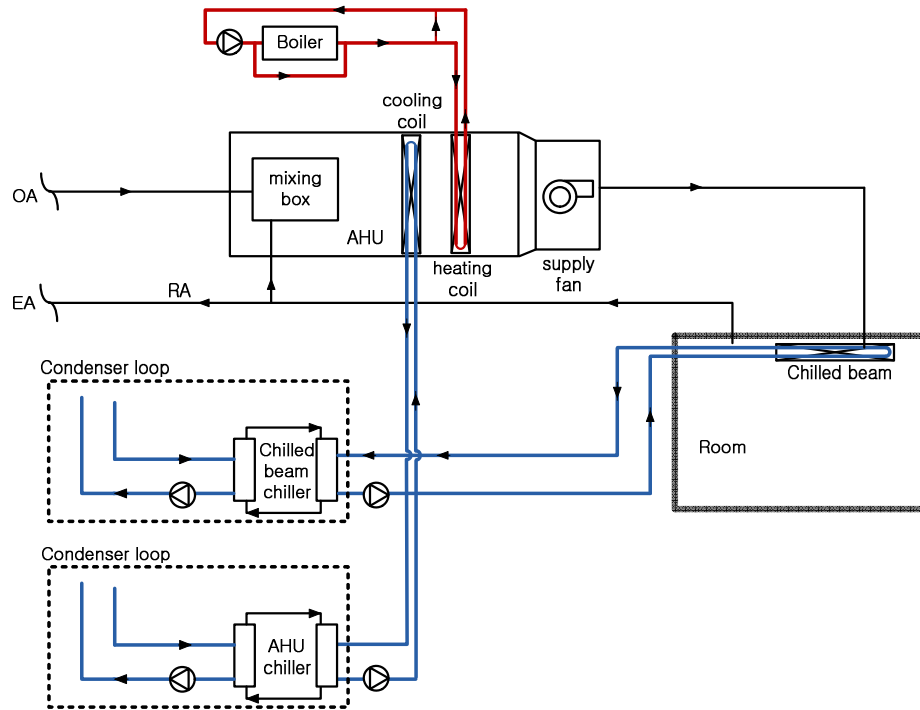 Boiler
cooling
coil
mixing
box
OA
AHU
heating
coil
supply
fan
RA
EA
Condenser loop
Chilled beam
Chilled
beam
chiller
Room
Condenser loop
AHU
chiller